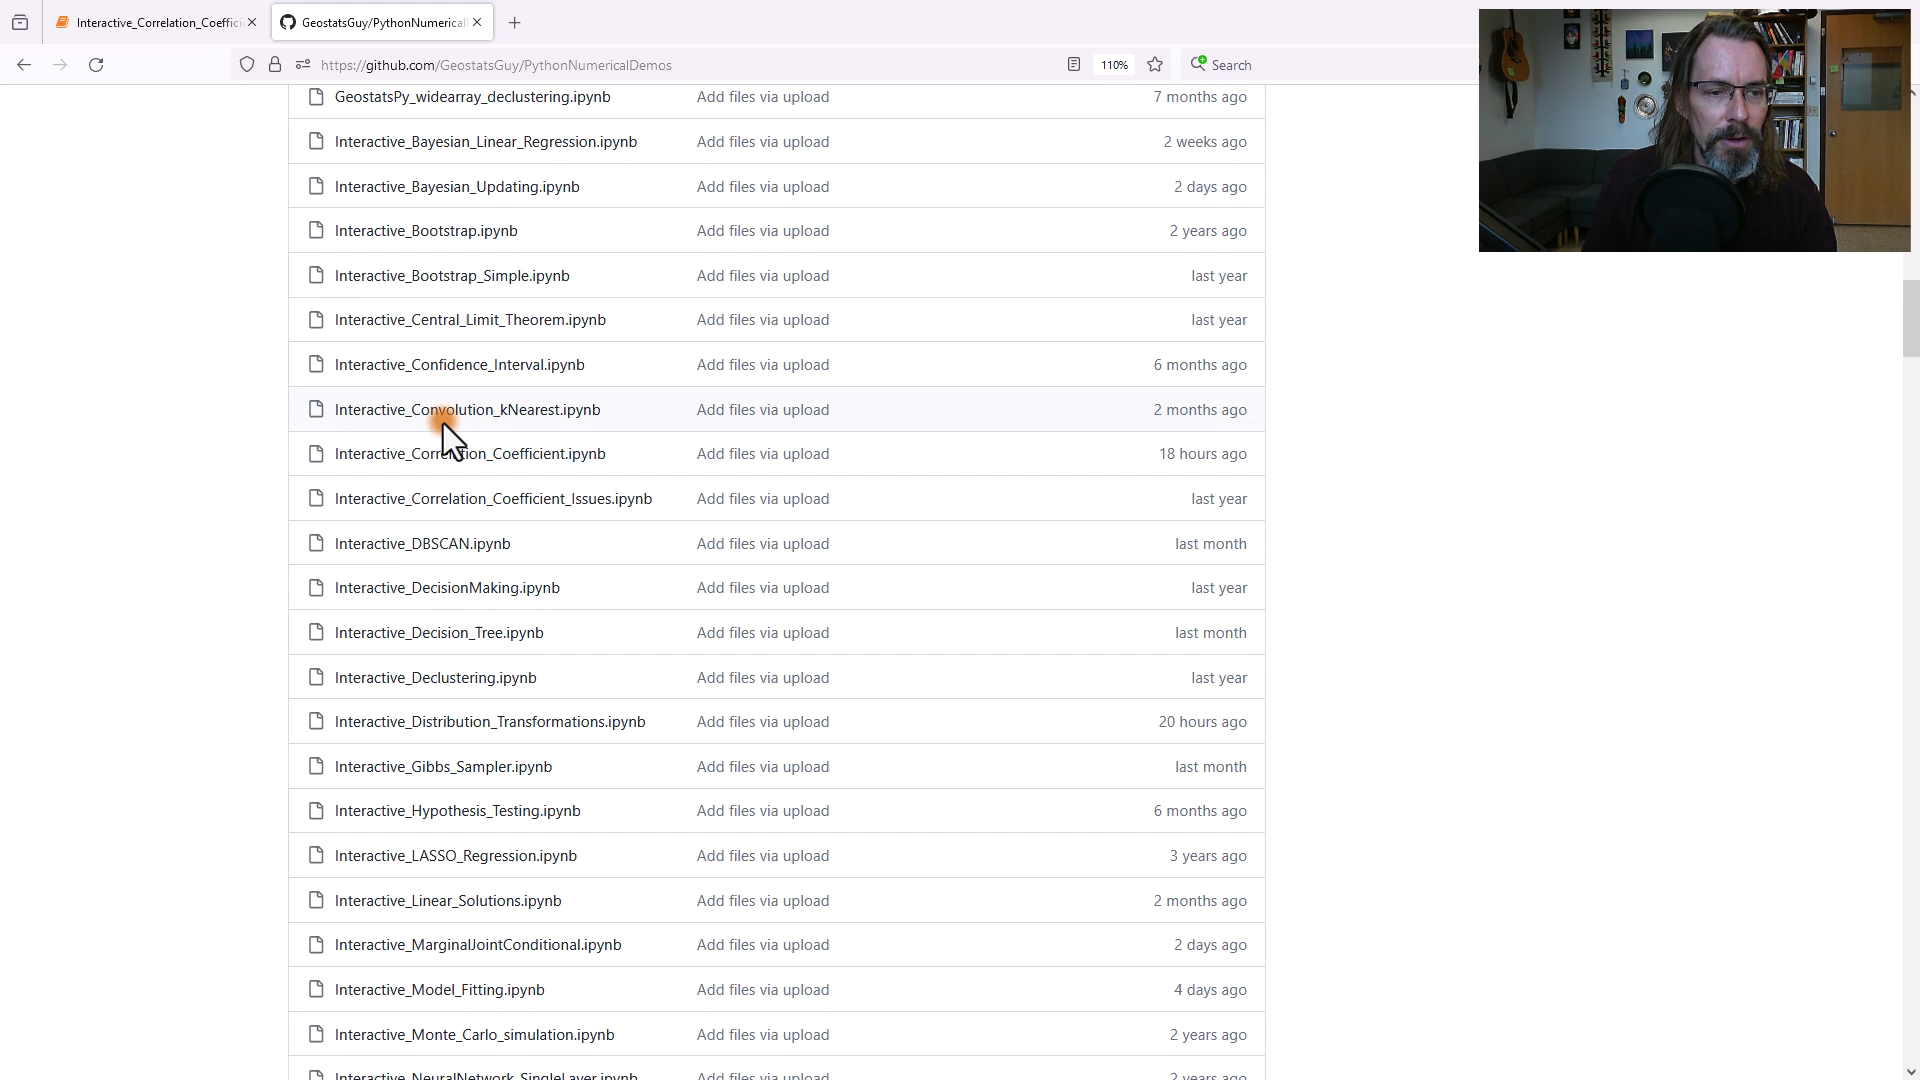 Interactive_Correlation_Coeffici
GeostatsGuy/PythonNumerical
https://github.com/GeostatsGuy/PythonNumericalDemos
110%
Search
GeostatsPy_widearray_declustering.ipynb Add files via upload 7 months ago
Interactive_Bayesian_Linear_Regression.ipynb Add files via upload 2 weeks ago
Interactive_Bayesian_Updating.ipynb Add files via upload 2 days ago
Interactive_Bootstrap.ipynb Add files via upload 2 years ago
Interactive_Bootstrap_Simple.ipynb Add files via upload last year
Interactive_Central_Limit_Theorem.ipynb Add files via upload last year
Interactive_Confidence_Interval.ipynb Add files via upload 6 months ago
Interactive_Convolution_kNearest.ipynb Add files via upload 2 months ago
Interactive_Correlation_Coefficient.ipynb Add files via upload 18 hours ago
Interactive_Correlation_Coefficient_Issues.ipynb Add files via upload last year
Interactive_DBSCAN.ipynb Add files via upload last month
Interactive_DecisionMaking.ipynb Add files via upload last year
Interactive_Decision_Tree.ipynb Add files via upload last month
Interactive_Declustering.ipynb Add files via upload last year
Interactive_Distribution_Transformations.ipynb Add files via upload 20 hours ago
Interactive_Gibbs_Sampler.ipynb Add files via upload last month
Interactive_Hypothesis_Testing.ipynb Add files via upload 6 months ago
Interactive_LASSO_Regression.ipynb Add files via upload 3 years ago
Interactive_Linear_Solutions.ipynb Add files via upload 2 months ago
Interactive_MarginalJointConditional.ipynb Add files via upload 2 days ago
Interactive_Model_Fitting.ipynb Add files via upload 4 days ago
Interactive_Monte_Carlo_simulation.ipynb Add files via upload 2 years ago
Interactive_NeuralNetwork_SingleLayer.ipynb Add files via upload 2 years ago